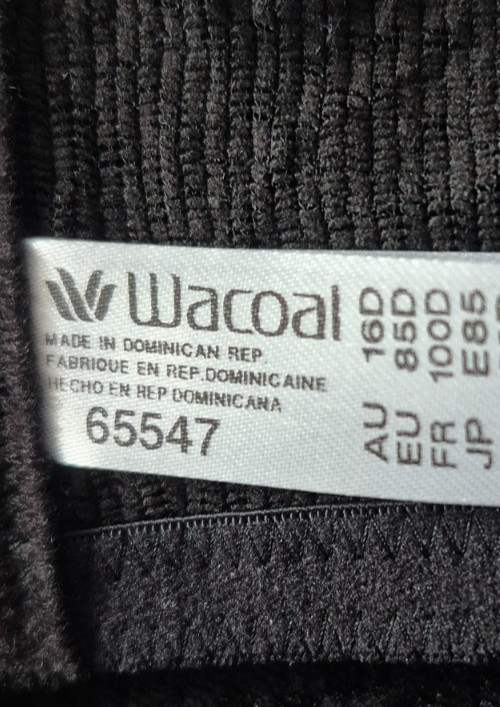 Wacoal
MADE IN DOMINICAN REP.
FABRIQUE EN REP.DOMINICAINE
HECHO EN REP DOMINICANA
65547
AU 16D
EU 85D
FR 100D
JP E85